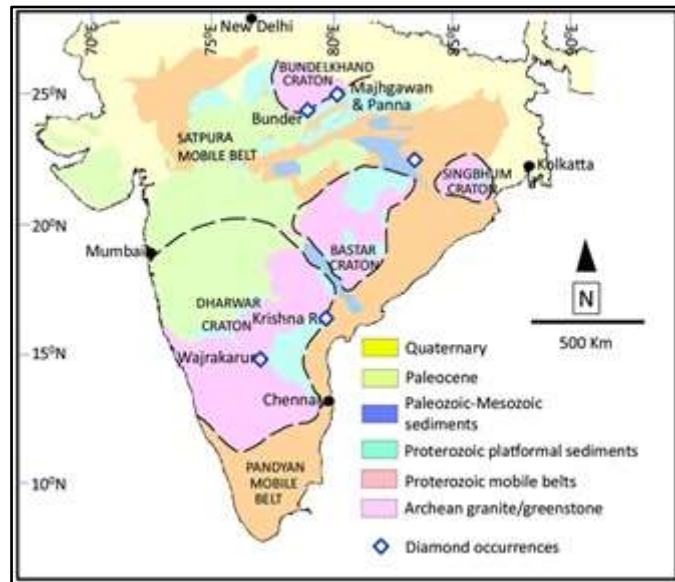 70°E
75°E
80°E
85°E
90°E
New Delhi
BUNDELKHAND
CRATON
Majhgawan
& Panna
25°N
Bunder
SATPURA
MOBILE BELT
SINGBHUM
CRATON
Kolkatta
20°N
Mumbai
BASTAR
CRATON
DHARWAR
CRATON
Krishna R
N
500 Km
15°N
Wajrakarur
Chennai
10°N
PANDYAN
MOBILE
BELT
Quaternary
Paleocene
Paleozoic-Mesozoic
sediments
Proterozoic platformal sediments
Proterozoic mobile belts
Archean granite/greenstone
Diamond occurrences